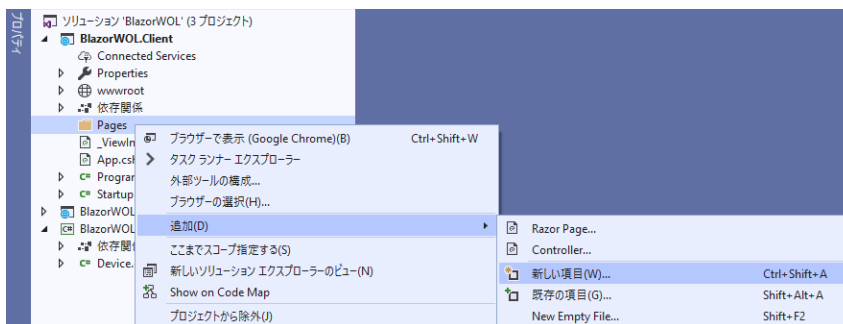 プロパティ
ソリューション 'BlazorWOL' (3 プロジェクト)
BlazorWOL.Client
Connected Services
Properties
wwwroot
依存関係
Pages
_ViewIn
App.csh
Program
Startup
BlazorWOL
BlazorWOL
依存関係
Device.
ブラウザーで表示 (Google Chrome)(B) Ctrl+Shift+W
タスク ランナー エクスプローラー
外部ツールの構成...
ブラウザーの選択(H)...
追加(D)
ここまでスコープ指定する(S)
新しいソリューション エクスプローラーのビュー(N)
Show on Code Map
プロジェクトから除外(J)
Razor Page...
Controller...
新しい項目(W)... Ctrl+Shift+A
既存の項目(G)... Shift+Alt+A
New Empty File... Shift+F2